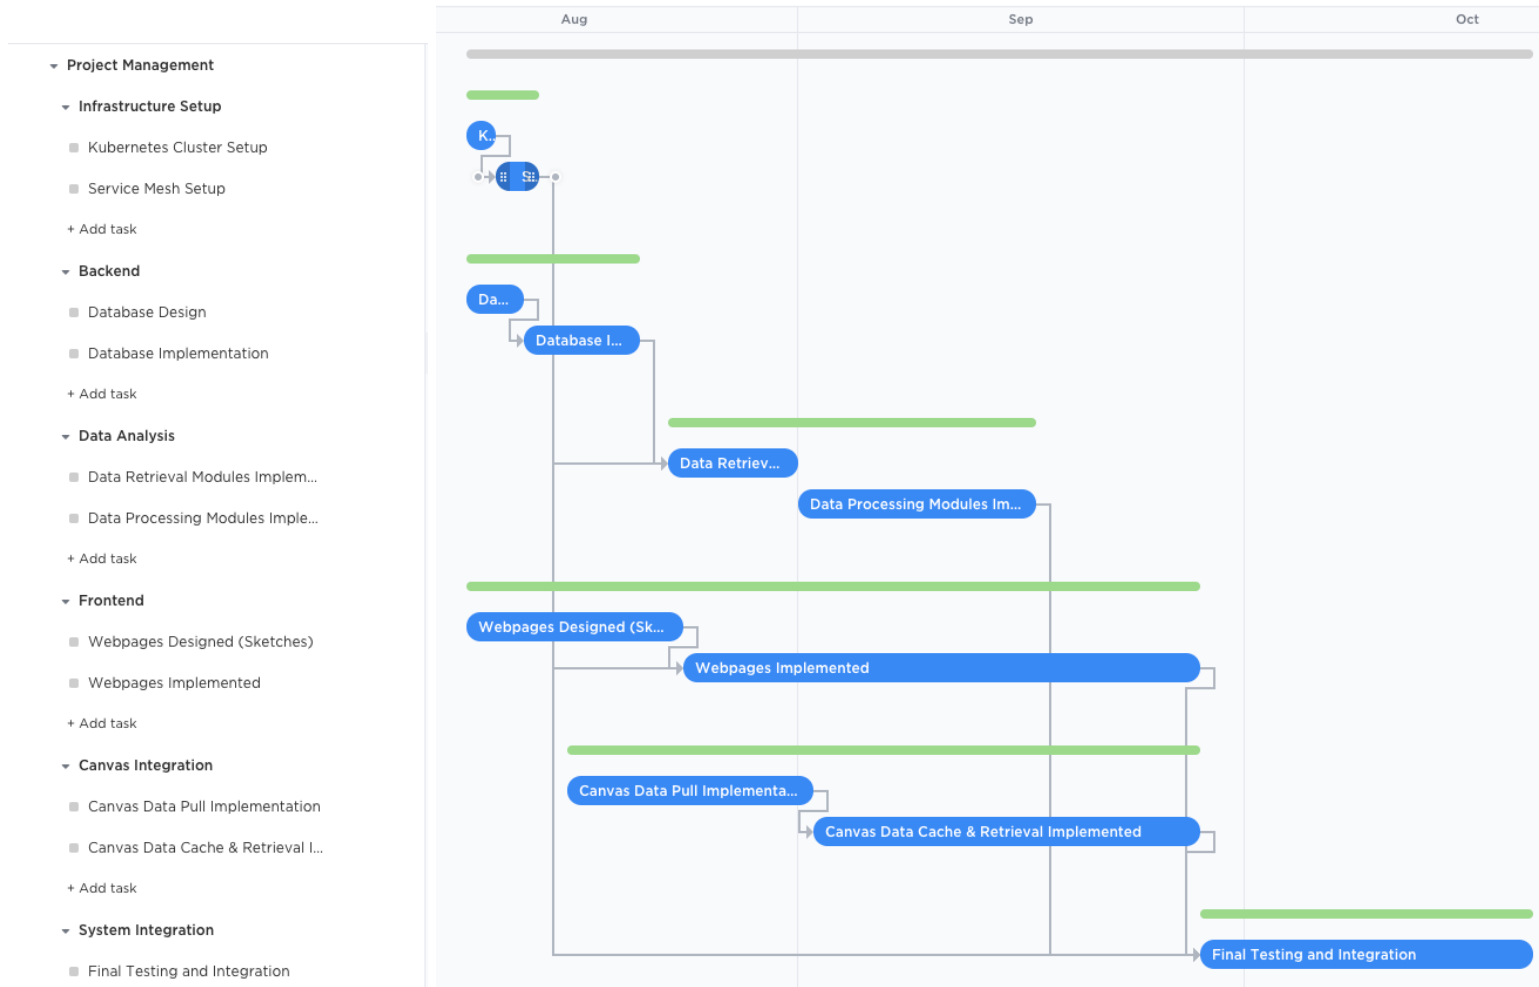 Aug Sep Oct
Project Management
Infrastructure Setup
Kubernetes Cluster Setup
K..
Service Mesh Setup
S..
+ Add task
Backend
Database Design
Da...
Database Implementation
Database I...
+ Add task
Data Analysis
Data Retrieval Modules Implem...
Data Retriev...
Data Processing Modules Imple...
Data Processing Modules Im...
+ Add task
Frontend
Webpages Designed (Sketches)
Webpages Designed (Sk...
Webpages Implemented
Webpages Implemented
+ Add task
Canvas Integration
Canvas Data Pull Implementation
Canvas Data Pull Implementa...
Canvas Data Cache & Retrieval I...
Canvas Data Cache & Retrieval Implemented
+ Add task
System Integration
Final Testing and Integration
Final Testing and Integration